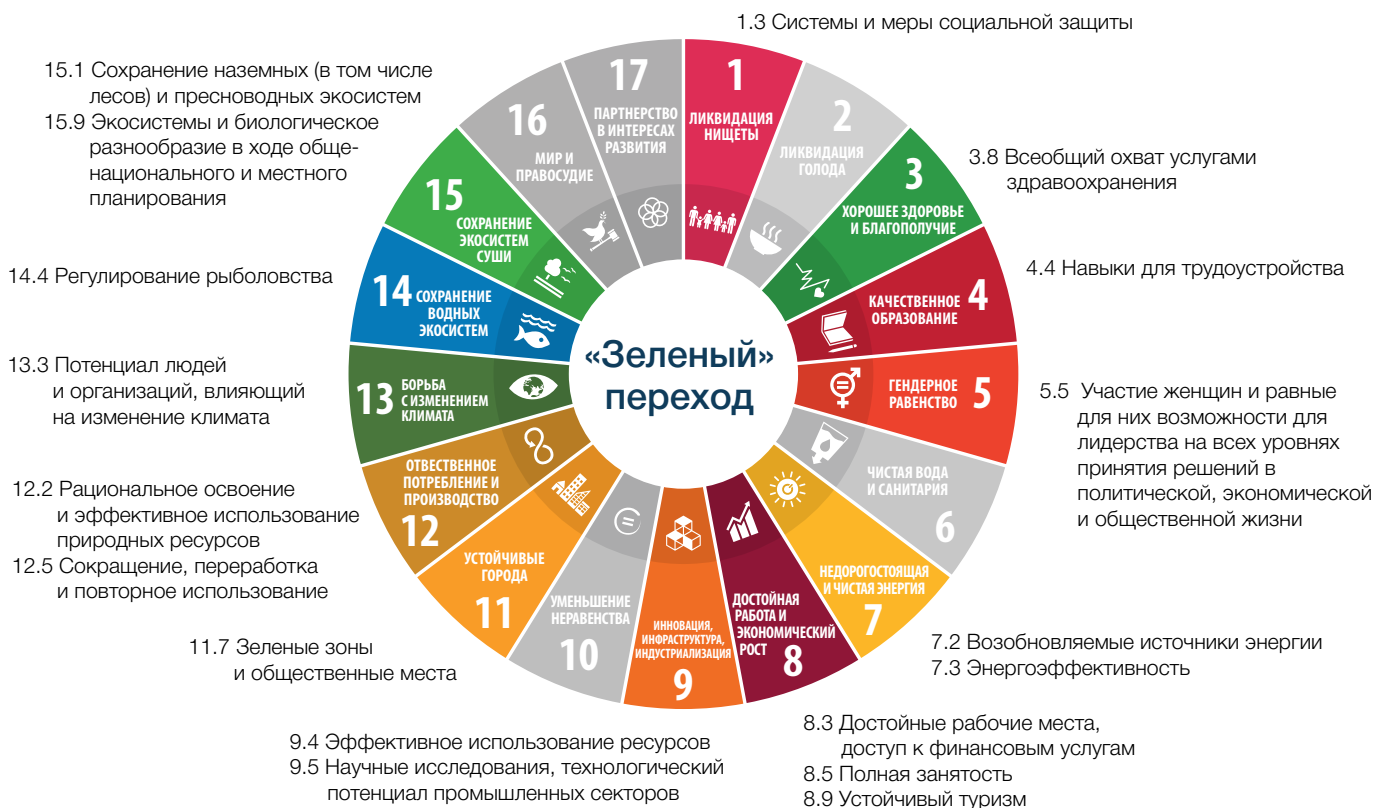 1.3 Системы и меры социальной защиты
15.1 Сохранение наземных (в том числе
лесов) и пресноводных экосистем
15.9 Экосистемы и биологическое
разнообразие в ходе обще-
национального и местного
планирования
14.4 Регулирование рыболовства
13.3 Потенциал людей
и организаций, влияющий
на изменение климата
12.2 Рациональное освоение
и эффективное использование
природных ресурсов
12.5 Сокращение, переработка
и повторное использование
11.7 Зеленые зоны
и общественные места
9.4 Эффективное использование ресурсов
9.5 Научные исследования, технологический
потенциал промышленных секторов
3.8 Всеобщий охват услугами
здравоохранения
4.4 Навыки для трудоустройства
5.5 Участие женщин и равные
для них возможности для
лидерства на всех уровнях
принятия решений в
политической, экономической
и общественной жизни
7.2 Возобновляемые источники энергии
7.3 Энергоэффективность
8.3 Достойные рабочие места,
доступ к финансовым услугам
8.5 Полная занятость
8.9 Устойчивый туризм
«Зеленый»
переход
1
ЛИКВИДАЦИЯ
НИЩЕТЫ
2
ЛИКВИДАЦИЯ
ГОЛОДА
3
ХОРОШЕЕ ЗДОРОВЬЕ
И БЛАГОПОЛУЧИЕ
КАЧЕСТВЕННОЕ
ОБРАЗОВАНИЕ
4
ГЕНДЕРНОЕ
РАВЕНСТВО
5
ЧИСТАЯ ВОДА
И САНИТАРИЯ
6
НЕДОРОГОСТОЯЩАЯ
И ЧИСТАЯ ЭНЕРГИЯ
7
ДОСТОЙНАЯ
РАБОТА И
ЭКОНОМИЧЕСКИЙ
РОСТ
8
ИННОВАЦИЯ,
ИНФРАСТРУКТУРА,
ИНДУСТРИАЛИЗАЦИЯ
9
УМЕНЬШЕНИЕ
НЕРАВЕНСТВА
10
УСТОЙЧИВЫЕ
ГОРОДА
11
ОТВЕСТВЕННОЕ
ПОТРЕБЛЕНИЕ И
ПРОИЗВОДСТВО
12
13
БОРЬБА
С ИЗМЕНЕНИЕМ
КЛИМАТА
14
СОХРАНЕНИЕ
ВОДНЫХ
ЭКОСИСТЕМ
15
СОХРАНЕНИЕ
ЭКОСИСТЕМ
СУШИ
16
МИР И
ПРАВОСУДИЕ
17
ПАРТНЕРСТВО
В ИНТЕРЕСАХ
РАЗВИТИЯ